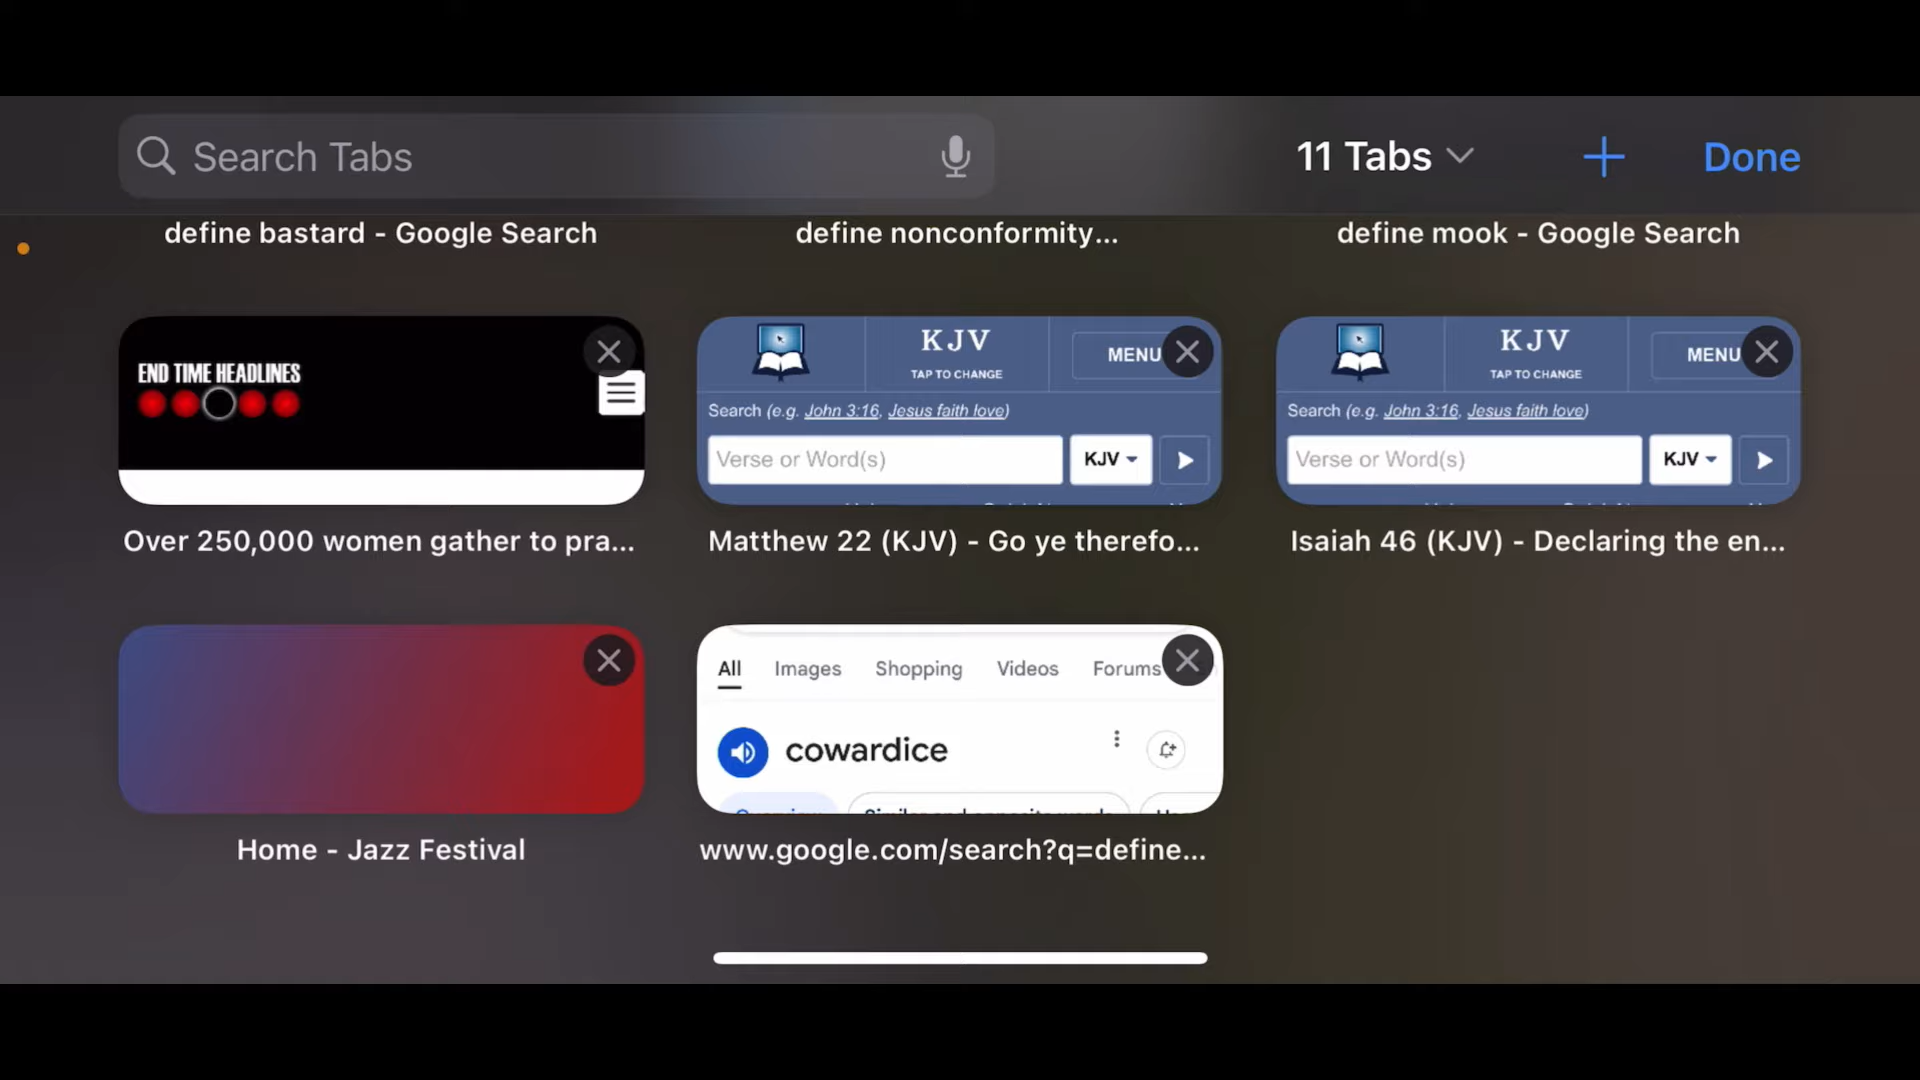 Search Tabs
11 Tabs
Done
define bastard - Google Search
define nonconformity...
define mook - Google Search
END TIME HEADLINES
Over 250,000 women gather to pra...
KJV
TAP TO CHANGE
MENU
Search (e.g. John 3:16, Jesus faith love)
Verse or Word(s)
KJV
Matthew 22 (KJV) - Go ye therefo...
KJV
TAP TO CHANGE
MENU
Search (e.g. John 3:16, Jesus faith love)
Verse or Word(s)
KJV
Isaiah 46 (KJV) - Declaring the en...
Home - Jazz Festival
All Images Shopping Videos Forums
cowardice
www.google.com/search?q=define...